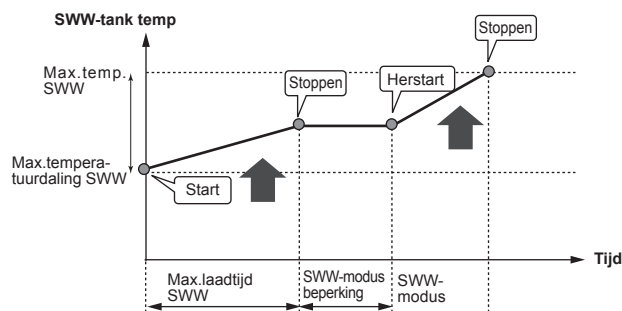 SWW-tank temp
Stoppen
Max.temp.
SWW
Stoppen
Herstart
Max.tempera-
tuurdaling SWW
Start
Tijd
Max.laadtijd
SWW
SWW-modus
beperking
SWW-
modus